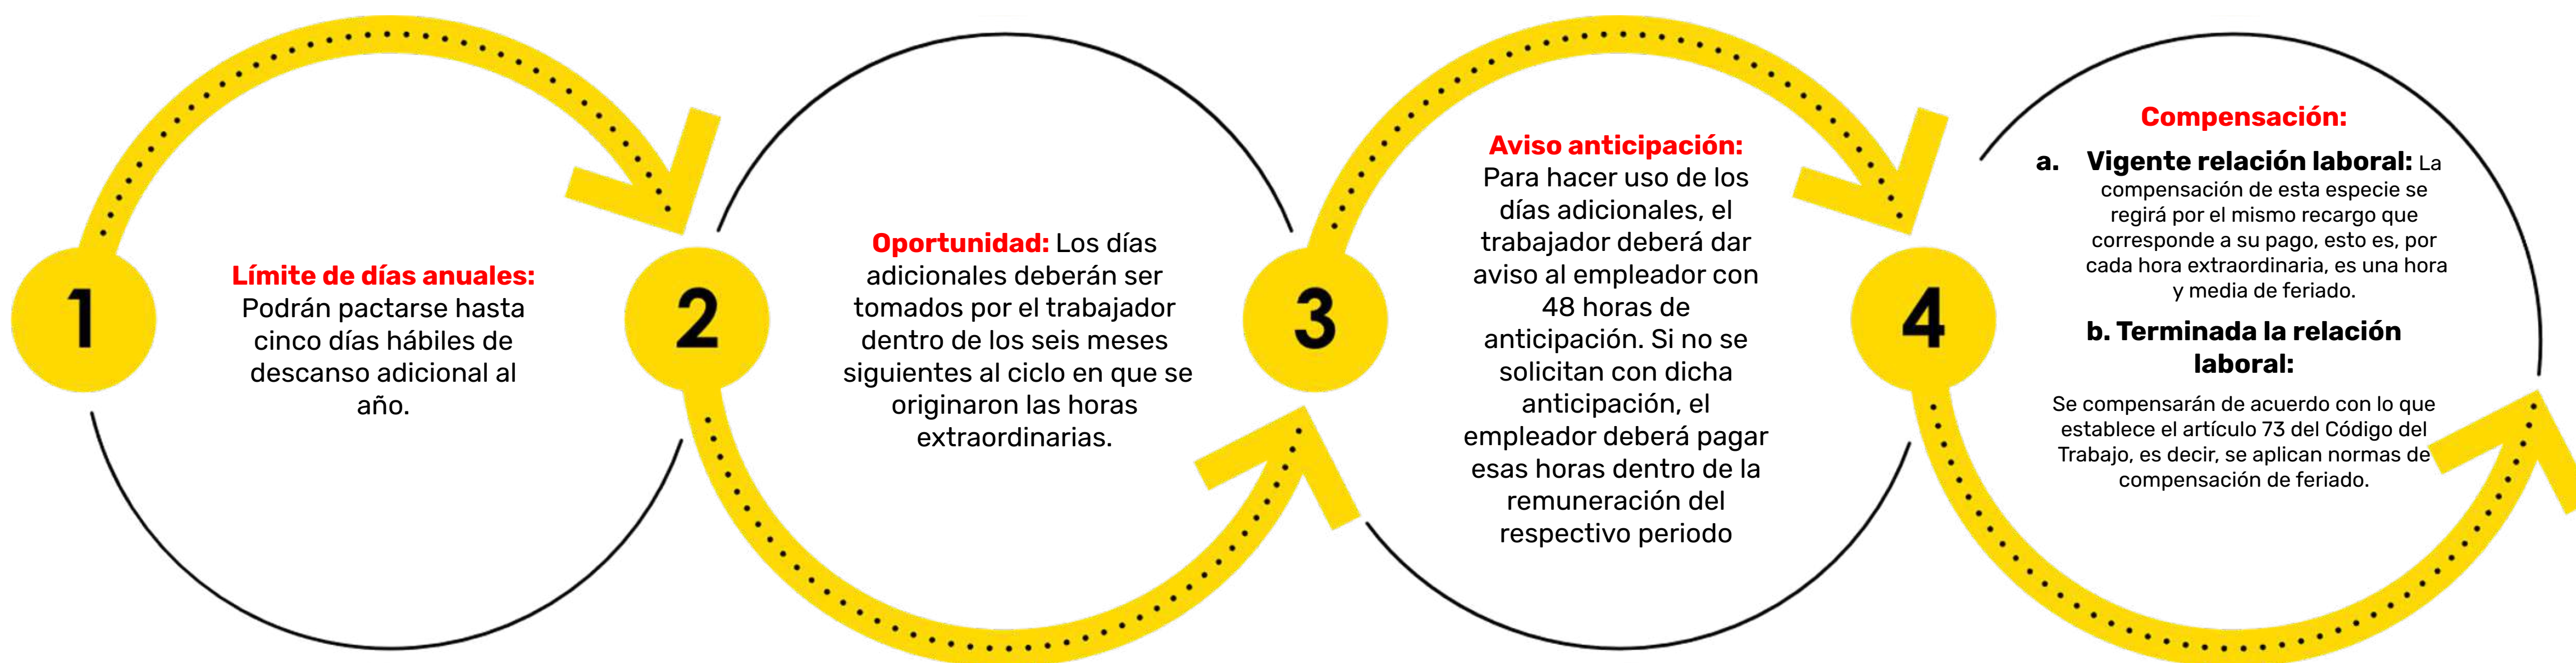 1
Límite de días anuales:
Podrán pactarse hasta
cinco días hábiles de
descanso adicional al
año.
2
Oportunidad: Los días
adicionales deberán ser
tomados por el trabajador
dentro de los seis meses
siguientes al ciclo en que se
originaron las horas
extraordinarias.
3
Aviso anticipación:
Para hacer uso de los
días adicionales, el
trabajador deberá dar
aviso al empleador con
48 horas de
anticipación. Si no se
solicitan con dicha
anticipación, el
empleador deberá pagar
esas horas dentro de la
remuneración del
respectivo periodo
4
Compensación:
a. Vigente relación laboral: La
compensación de esta especie se
regirá por el mismo recargo que
corresponde a su pago, esto es, por
cada hora extraordinaria, es una hora
y media de feriado.
b. Terminada la relación
laboral:
Se compensarán de acuerdo con lo que
establece el artículo 73 del Código del
Trabajo, es decir, se aplican normas de
compensación de feriado.